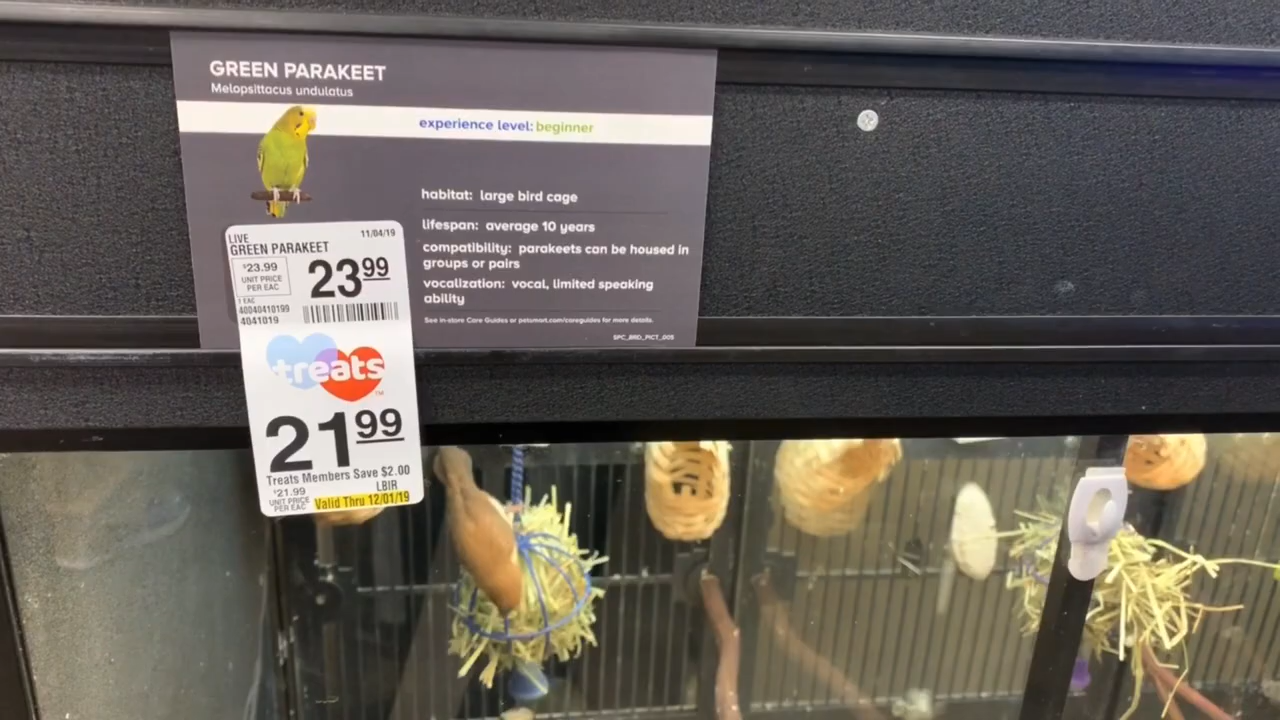 GREEN PARAKEET
Melopsittacus undulatus
experience level: beginner
habitat: large bird cage
lifespan: average 10 years
compatibility: parakeets can be housed in
groups or pairs
vocalization: vocal, limited speaking
ability
See in-store Care Guides or petsmart.com/careguides for more details.
SPC_BRD_PICT_005
LIVE
11/04/19
GREEN PARAKEET
$23.99
UNIT PRICE
PER EAC
23.99
1 EAC
40040410199
4041019
treats™
21.99
Treats Members Save $2.00
$21.99
UNIT PRICE
PER EAC
LBIR
Valid Thru 12/01/19